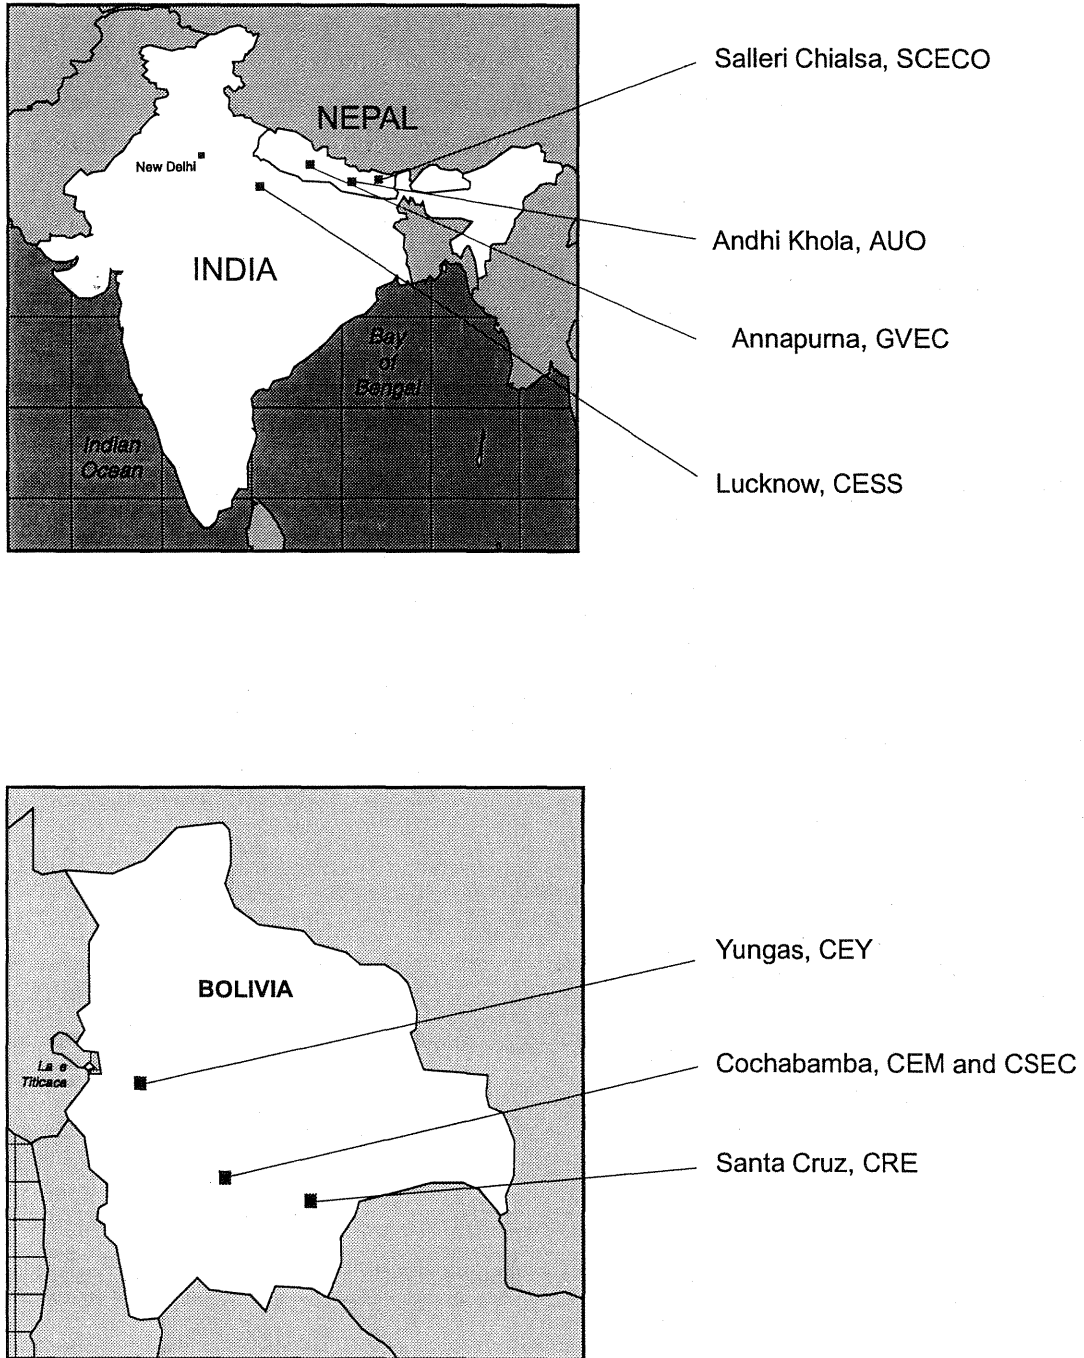 Salleri Chialsa, SCECO
NEPAL
New Delhi
Andhi Khola, AUO
INDIA
Annapurna, GVEC
Bay
of
Bengal
Indian
Ocean
Lucknow, CESS
Yungas, CEY
BOLIVIA
Cochabamba, CEM and CSEC
La e
Titicaca
Santa Cruz, CRE